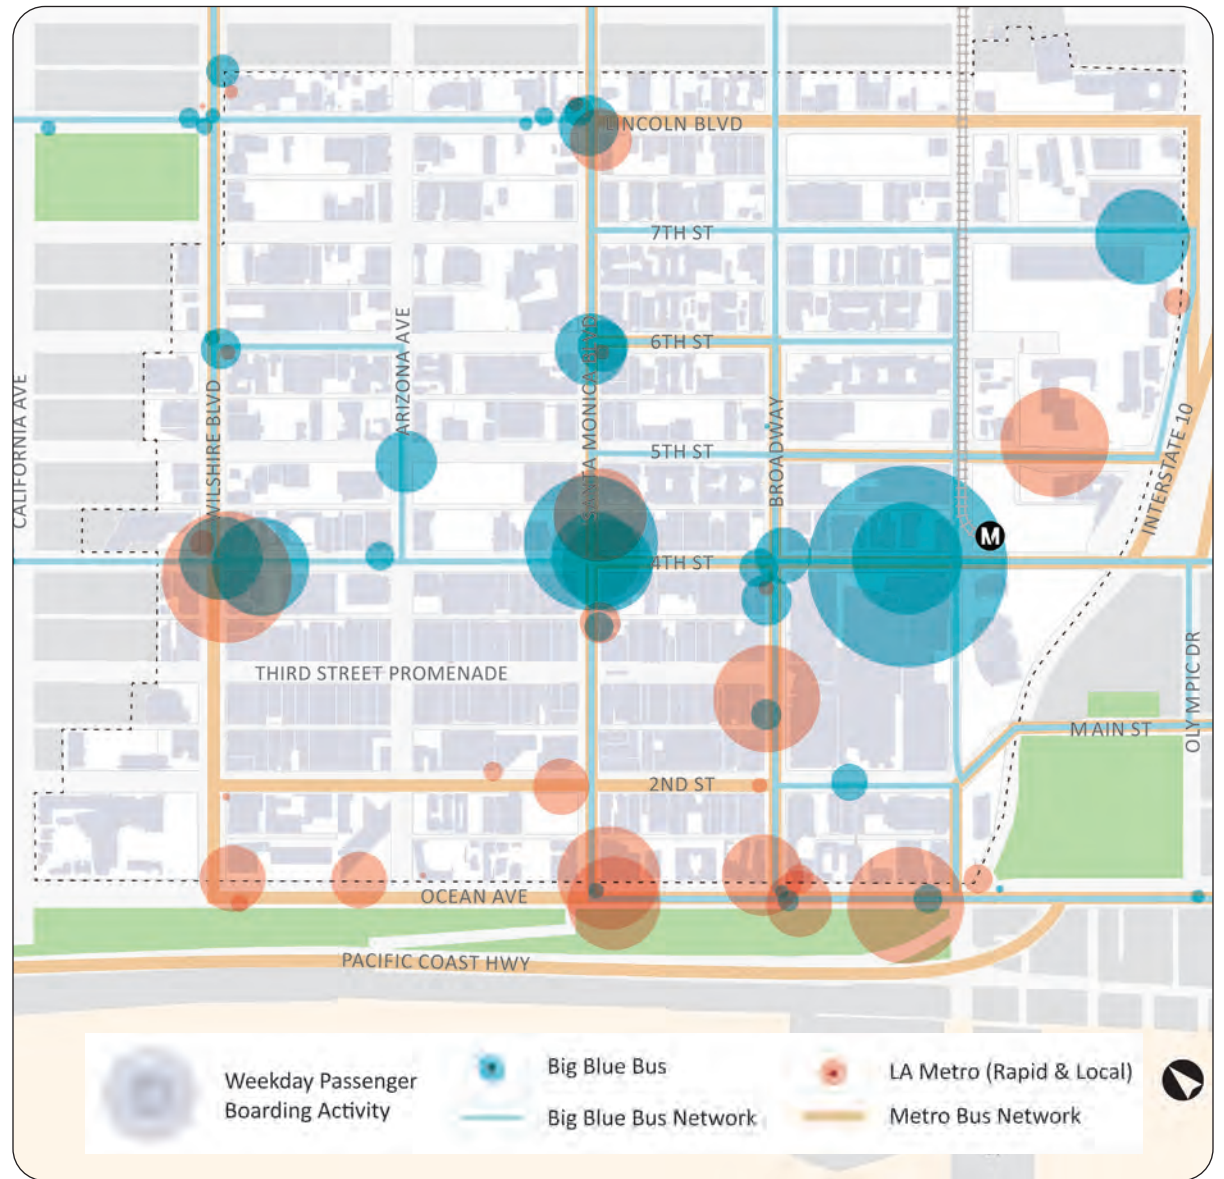 LINCOLN BLVD
7TH ST
6TH ST
ARIZONA AVE
SANTA MONICA BLVD
CALIFORNIA AVE
WILSHIRE BLVD
BROADWAY
5TH ST
INTERSTATE 10
M
4TH ST
THIRD STREET PROMENADE
OLYMPIC DR
MAIN ST
2ND ST
OCEAN AVE
PACIFIC COAST HWY
Weekday Passenger
Boarding Activity
Big Blue Bus
Big Blue Bus Network
LA Metro (Rapid & Local)
Metro Bus Network